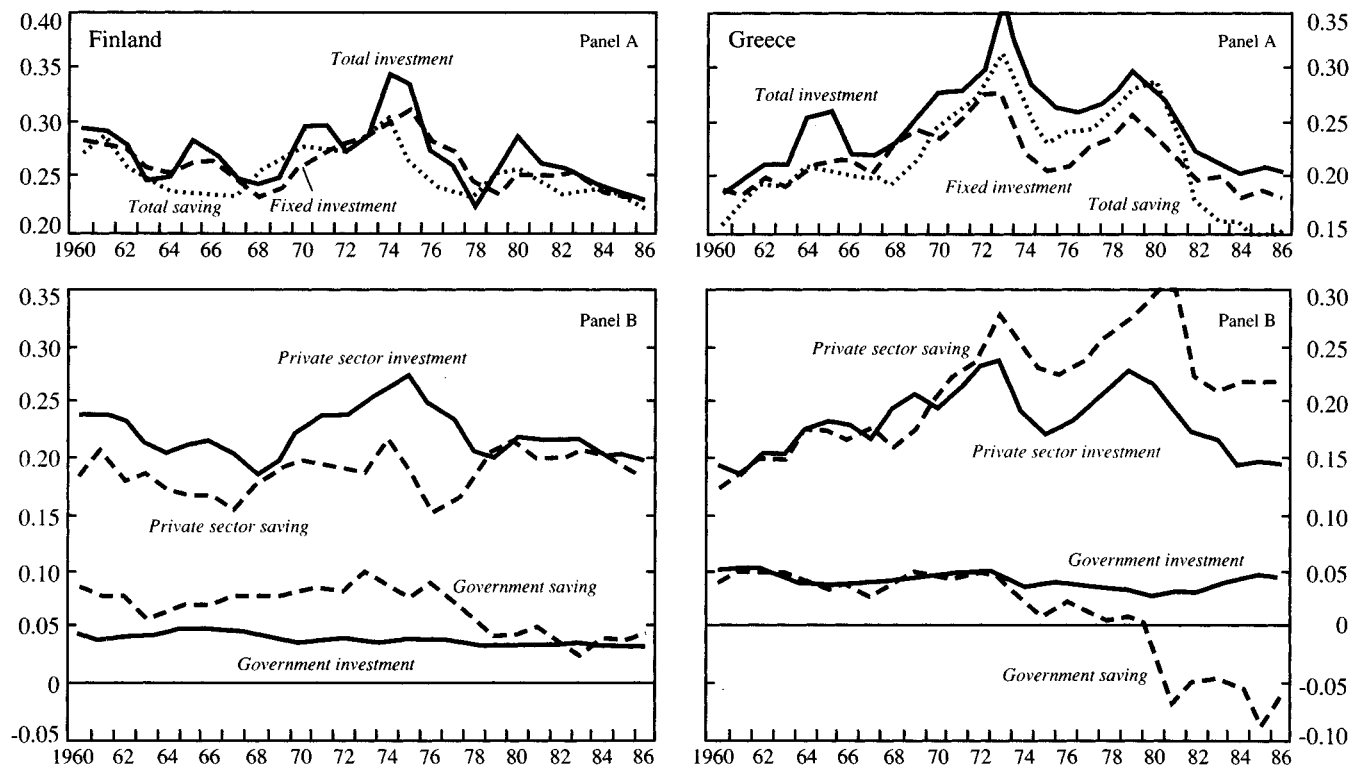 0.40
0.35
0.30
0.25
0.20
Finland
Panel A
Total investment
Total saving
Fixed investment
1960 62 64 66 68 70 72 74 76 78 80 82 84 86
Greece
Panel A
Total investment
Fixed investment
Total saving
0.35
0.30
0.25
0.20
0.15
1960 62 64 66 68 70 72 74 76 78 80 82 84 86
0.35
0.30
0.25
0.20
0.15
0.10
0.05
0
-0.05
Panel B
Private sector investment
Private sector saving
Government saving
Government investment
1960 62 64 66 68 70 72 74 76 78 80 82 84 86
Panel B
Private sector saving
Private sector investment
Government investment
Government saving
0.30
0.25
0.20
0.15
0.10
0.05
0
-0.05
-0.10
1960 62 64 66 68 70 72 74 76 78 80 82 84 86